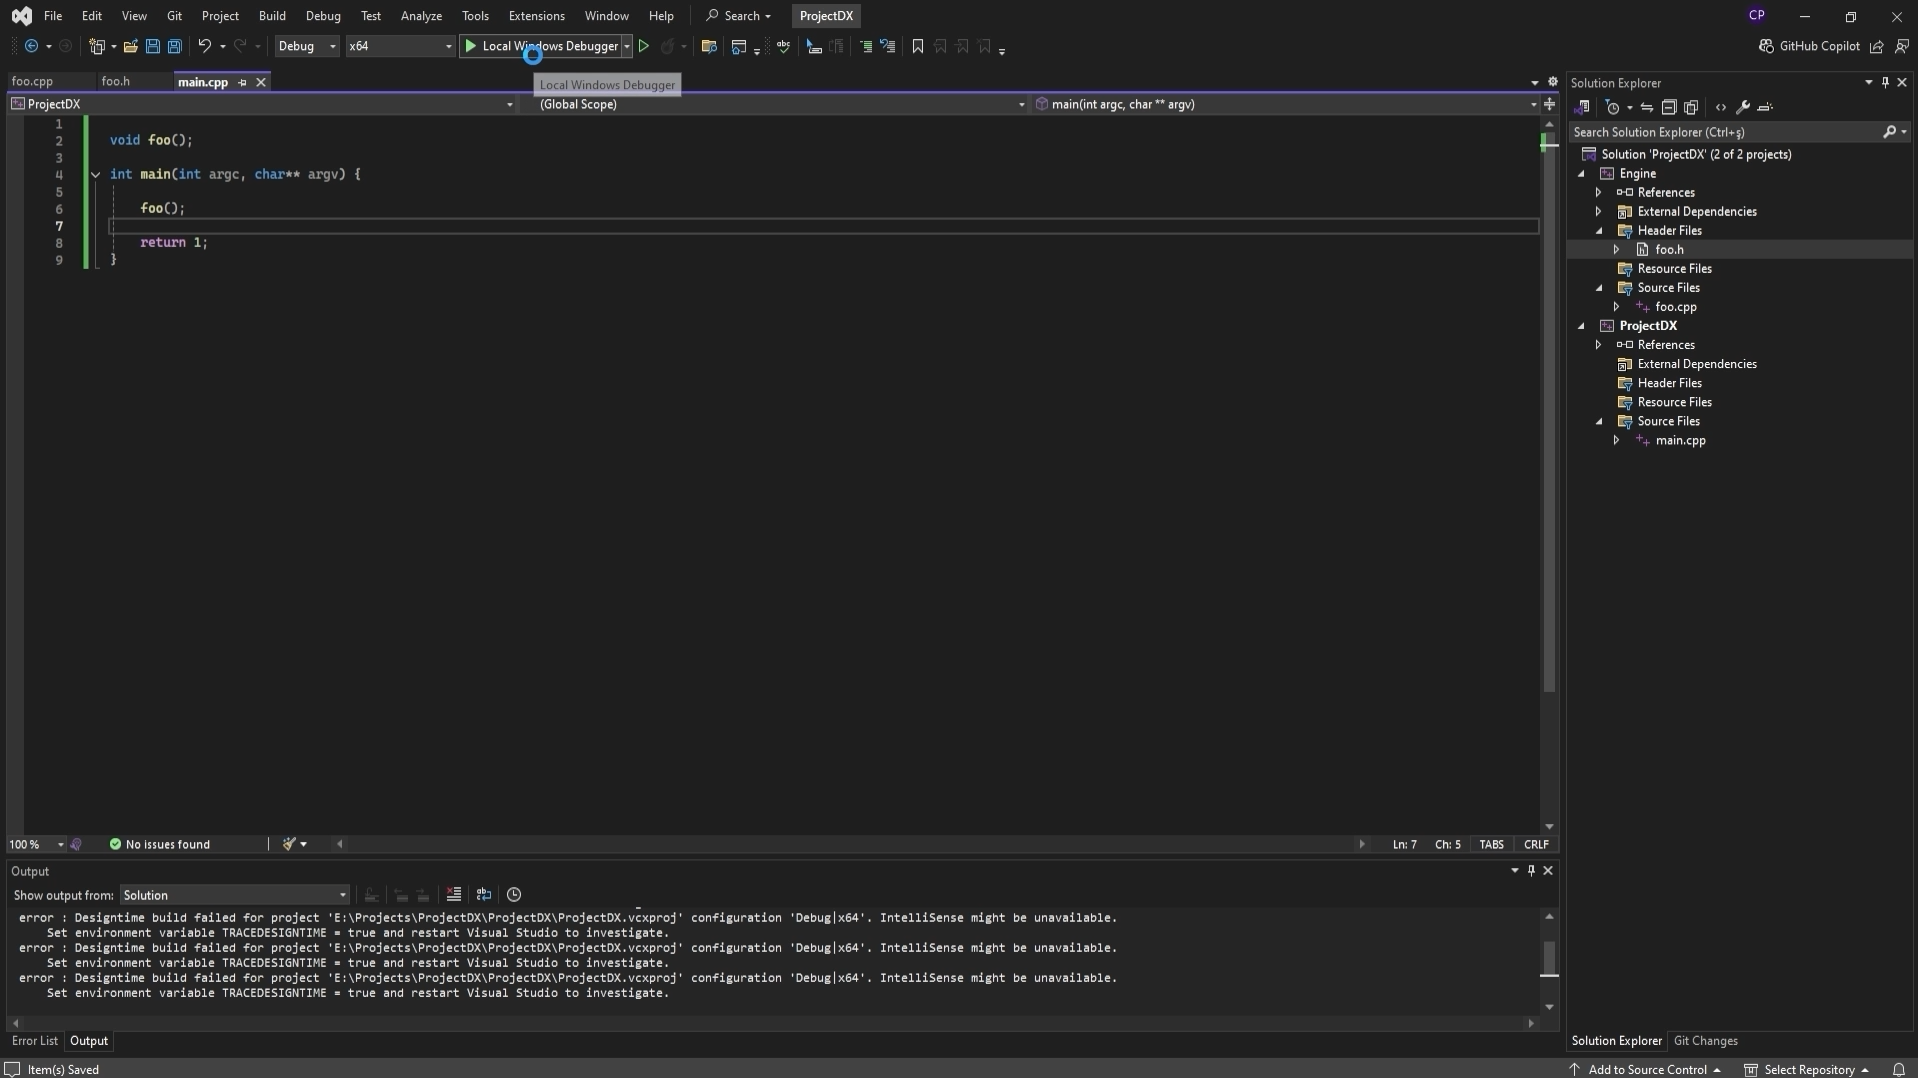 File Edit View Git Project Build Debug Test Analyze Tools Extensions Window Help Search ProjectDX CP
Debug x64 Local Windows Debugger GitHub Copilot
foo.cpp foo.h main.cpp
Local Windows Debugger
ProjectDX (Global Scope) main(int argc, char ** argv)
1
2 void foo();
3
4 int main(int argc, char** argv) {
5
6 foo();
7
8 return 1;
9 }
100 % No issues found Ln: 7 Ch: 5 TABS CRLF
Output
Show output from: Solution
error : Designtime build failed for project 'E:\Projects\ProjectDX\ProjectDX\ProjectDX.vcxproj' configuration 'Debug|x64'. IntelliSense might be unavailable.
Set environment variable TRACEDESIGNTIME = true and restart Visual Studio to investigate.
error : Designtime build failed for project 'E:\Projects\ProjectDX\ProjectDX\ProjectDX.vcxproj' configuration 'Debug|x64'. IntelliSense might be unavailable.
Set environment variable TRACEDESIGNTIME = true and restart Visual Studio to investigate.
error : Designtime build failed for project 'E:\Projects\ProjectDX\ProjectDX\ProjectDX.vcxproj' configuration 'Debug|x64'. IntelliSense might be unavailable.
Set environment variable TRACEDESIGNTIME = true and restart Visual Studio to investigate.
Error List Output
Solution Explorer
Search Solution Explorer (Ctrl+ş)
Solution 'ProjectDX' (2 of 2 projects)
Engine
References
External Dependencies
Header Files
foo.h
Resource Files
Source Files
foo.cpp
ProjectDX
References
External Dependencies
Header Files
Resource Files
Source Files
main.cpp
Solution Explorer Git Changes
Item(s) Saved Add to Source Control Select Repository